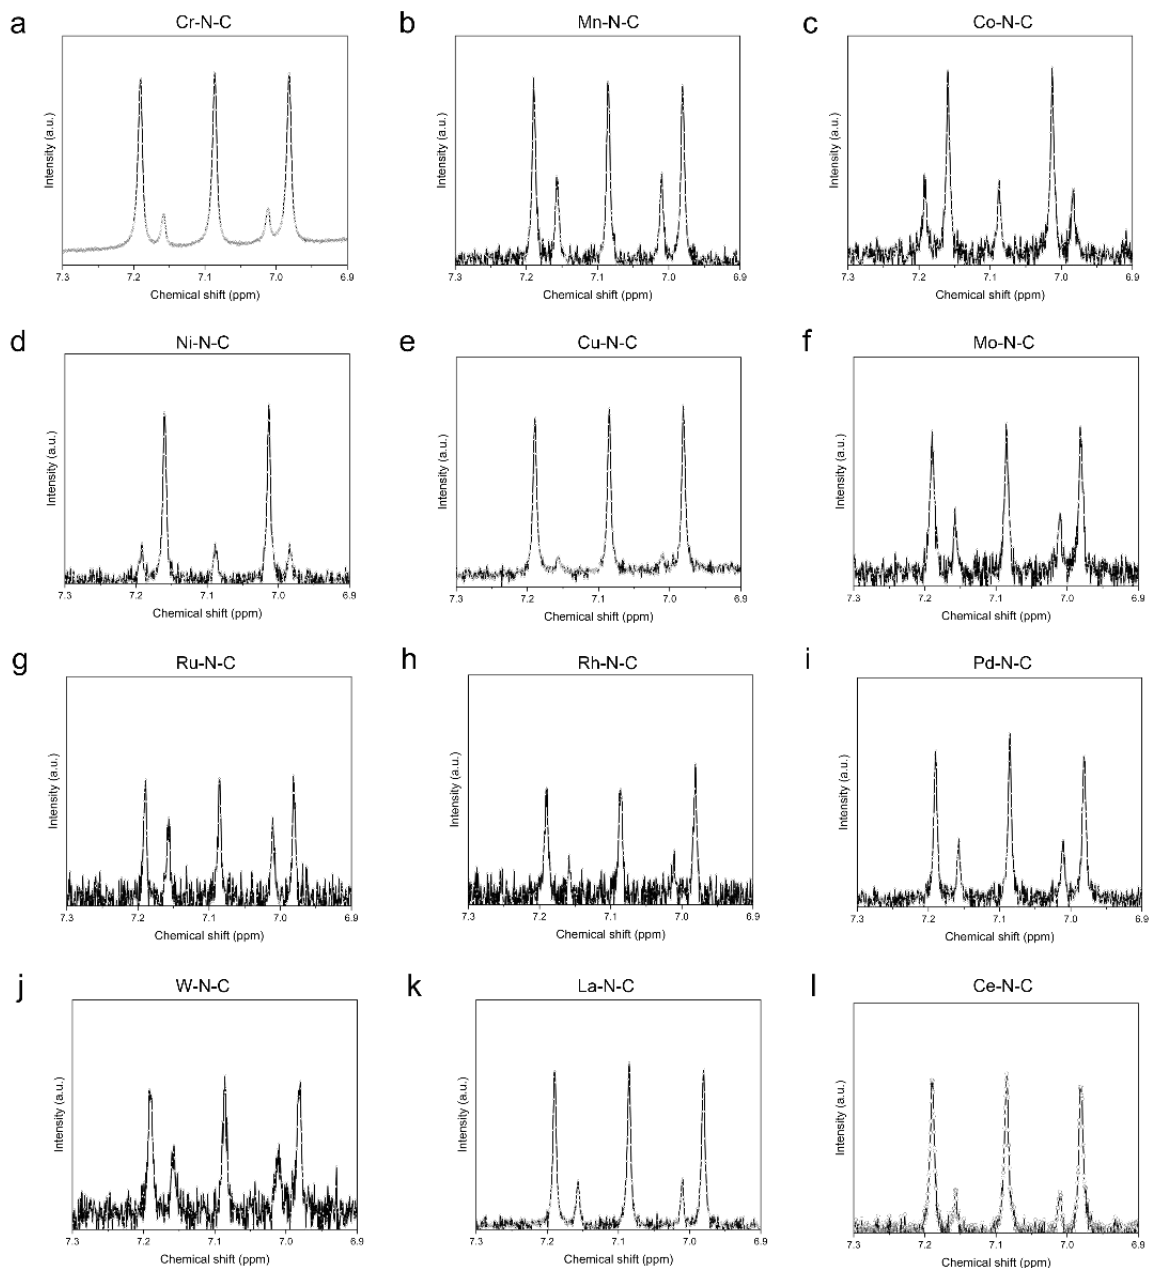 a
Cr-N-C
Intensity (a.u.)
7.3 7.2 7.1 7.0 6.9
Chemical shift (ppm)
b
Mn-N-C
Intensity (a.u.)
7.3 7.2 7.1 7.0 6.9
Chemical shift (ppm)
c
Co-N-C
Intensity (a.u.)
7.3 7.2 7.1 7.0 6.9
Chemical shift (ppm)
d
Ni-N-C
Intensity (a.u.)
7.3 7.2 7.1 7.0 6.9
Chemical shift (ppm)
e
Cu-N-C
Intensity (a.u.)
7.3 7.2 7.1 7.0 6.9
Chemical shift (ppm)
f
Mo-N-C
Intensity (a.u.)
7.3 7.2 7.1 7.0 6.9
Chemical shift (ppm)
g
Ru-N-C
Intensity (a.u.)
7.3 7.2 7.1 7.0 6.9
Chemical shift (ppm)
h
Rh-N-C
Intensity (a.u.)
7.3 7.2 7.1 7.0 6.9
Chemical shift (ppm)
i
Pd-N-C
Intensity (a.u.)
7.3 7.2 7.1 7.0 6.9
Chemical shift (ppm)
j
W-N-C
Intensity (a.u.)
7.3 7.2 7.1 7.0 6.9
Chemical shift (ppm)
k
La-N-C
Intensity (a.u.)
7.3 7.2 7.1 7.0 6.9
Chemical shift (ppm)
l
Ce-N-C
Intensity (a.u.)
7.3 7.2 7.1 7.0 6.9
Chemical shift (ppm)